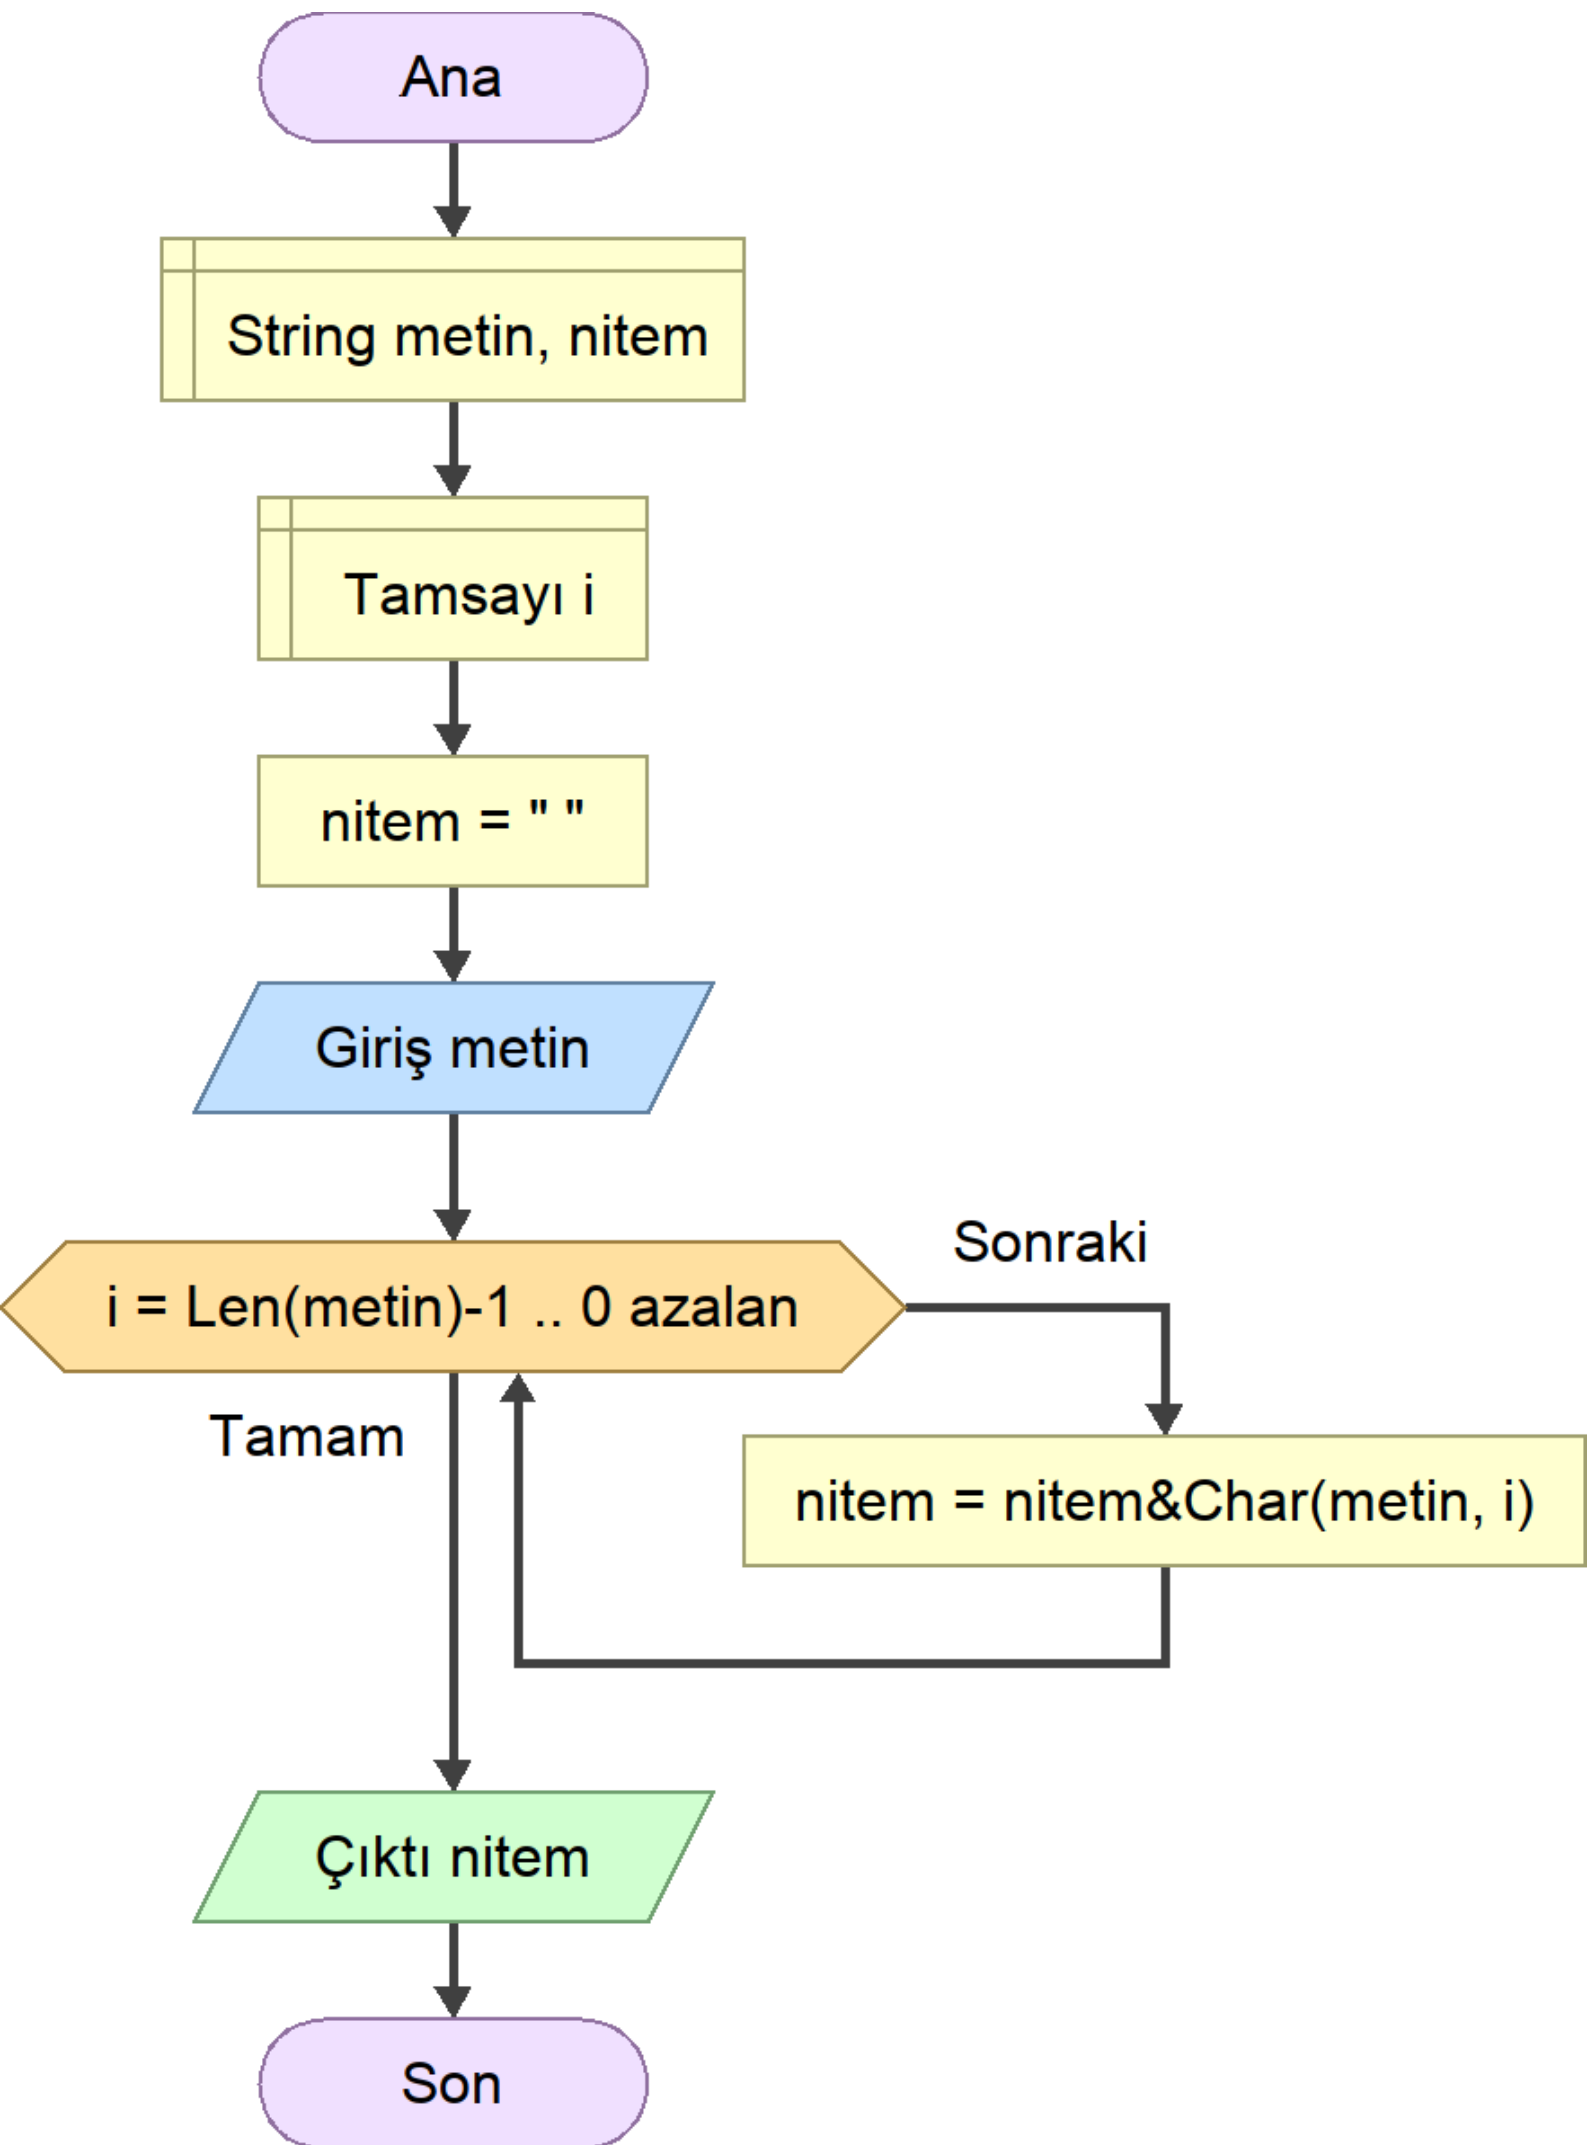 Ana
String metin, nitem
Tamsayı i
nitem = " "
Giriş metin
i = Len(metin)-1 .. 0 azalan
Sonraki
nitem = nitem&Char(metin, i)
Tamam
Çıktı nitem
Son